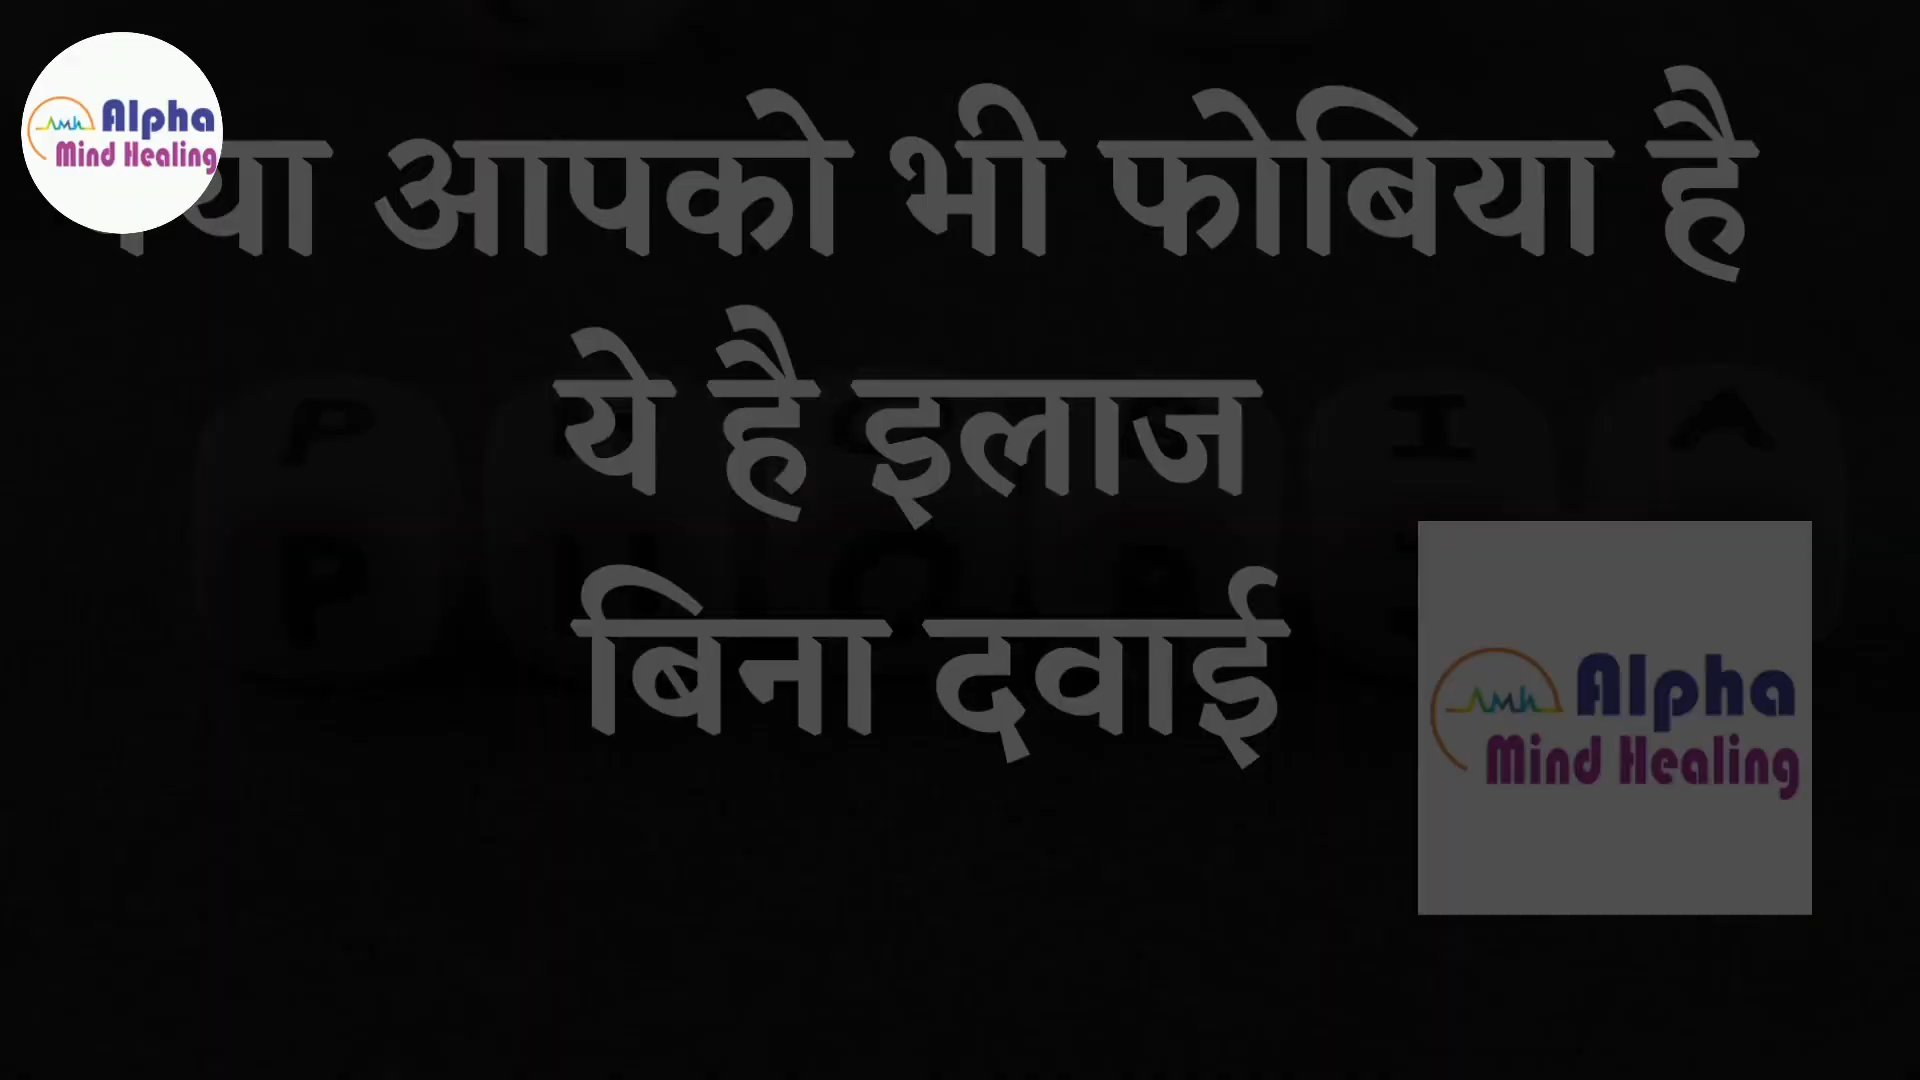 Alpha
Mind Healing
क्या आपको भी फोबिया है
ये है इलाज
P I A
P H O B
बिना दवाई
Alpha
Mind Healing